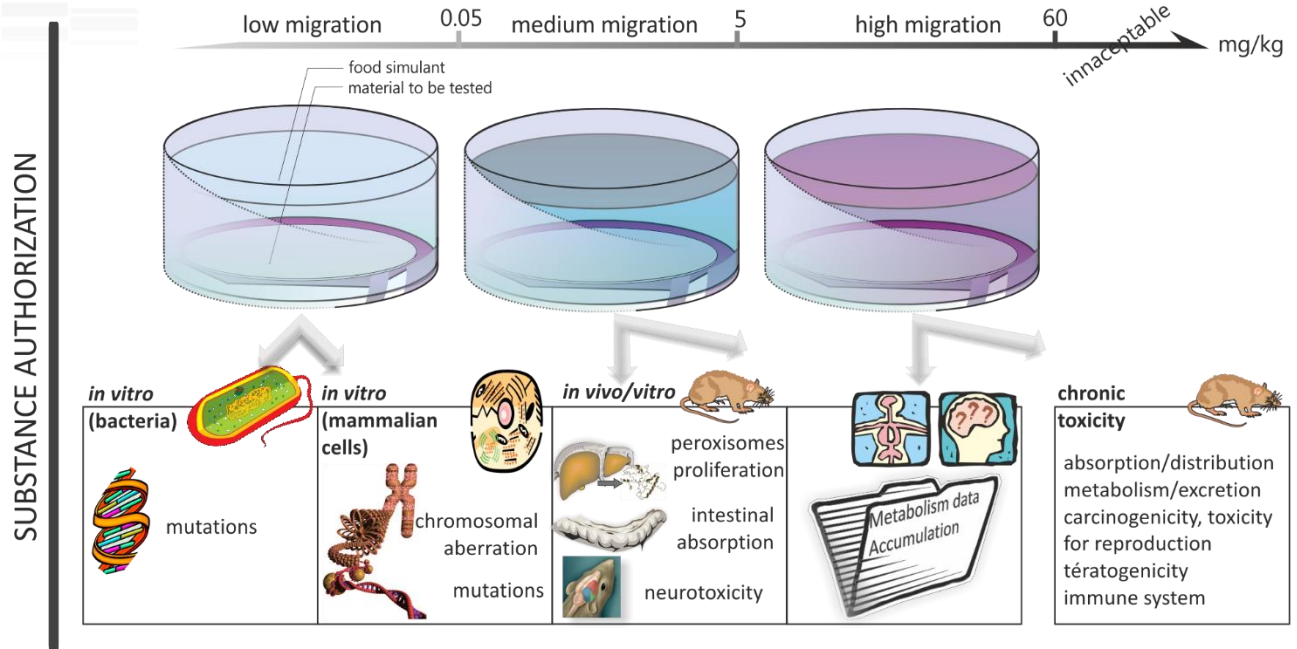 low migration 0.05 medium migration 5 high migration 60 innaceptable mg/kg
food simulant
material to be tested
SUBSTANCE AUTHORIZATION
in vitro
(bacteria)
mutations
in vitro
(mammalian
cells)
chromosomal
aberration
mutations
in vivo/vitro
peroxisomes
proliferation
intestinal
absorption
neurotoxicity
???
Metabolism data
Accumulation
chronic
toxicity
absorption/distribution
metabolism/excretion
carcinogenicity, toxicity
for reproduction
tératogenicity
immune system